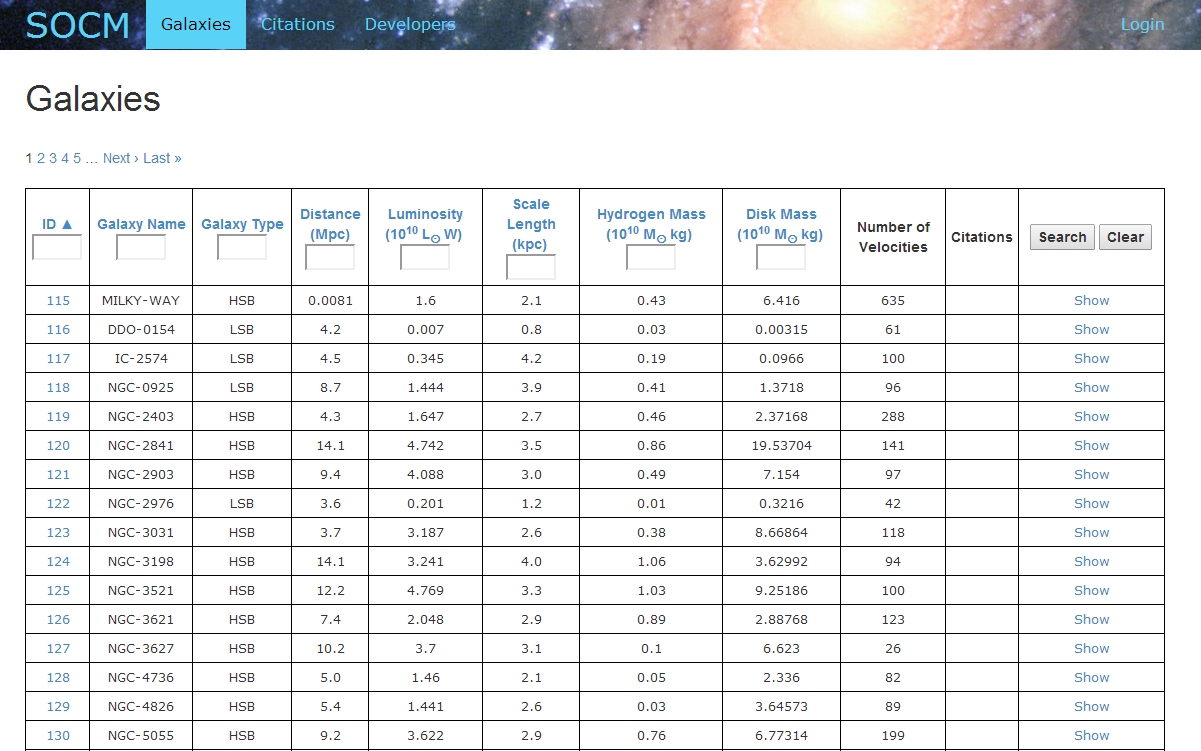 SOCM Galaxies Citations Developers Login
Galaxies
1 2 3 4 5 … Next › Last »
ID ▲ Galaxy Name Galaxy Type Distance (Mpc) Luminosity (10¹⁰ L☉ W) Scale Length (kpc) Hydrogen Mass (10¹⁰ M☉ kg) Disk Mass (10¹⁰ M☉ kg) Number of Velocities Citations Search Clear
115 MILKY-WAY HSB 0.0081 1.6 2.1 0.43 6.416 635 Show
116 DDO-0154 LSB 4.2 0.007 0.8 0.03 0.00315 61 Show
117 IC-2574 LSB 4.5 0.345 4.2 0.19 0.0966 100 Show
118 NGC-0925 LSB 8.7 1.444 3.9 0.41 1.3718 96 Show
119 NGC-2403 HSB 4.3 1.647 2.7 0.46 2.37168 288 Show
120 NGC-2841 HSB 14.1 4.742 3.5 0.86 19.53704 141 Show
121 NGC-2903 HSB 9.4 4.088 3.0 0.49 7.154 97 Show
122 NGC-2976 LSB 3.6 0.201 1.2 0.01 0.3216 42 Show
123 NGC-3031 HSB 3.7 3.187 2.6 0.38 8.66864 118 Show
124 NGC-3198 HSB 14.1 3.241 4.0 1.06 3.62992 94 Show
125 NGC-3521 HSB 12.2 4.769 3.3 1.03 9.25186 100 Show
126 NGC-3621 HSB 7.4 2.048 2.9 0.89 2.88768 123 Show
127 NGC-3627 HSB 10.2 3.7 3.1 0.1 6.623 26 Show
128 NGC-4736 HSB 5.0 1.46 2.1 0.05 2.336 82 Show
129 NGC-4826 HSB 5.4 1.441 2.6 0.03 3.64573 89 Show
130 NGC-5055 HSB 9.2 3.622 2.9 0.76 6.77314 199 Show